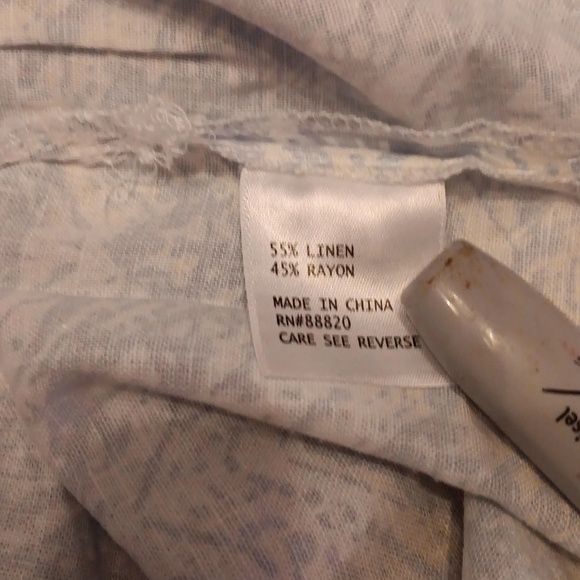 55% LINEN
45% RAYON
MADE IN CHINA
RN#88820
CARE SEE REVERSE